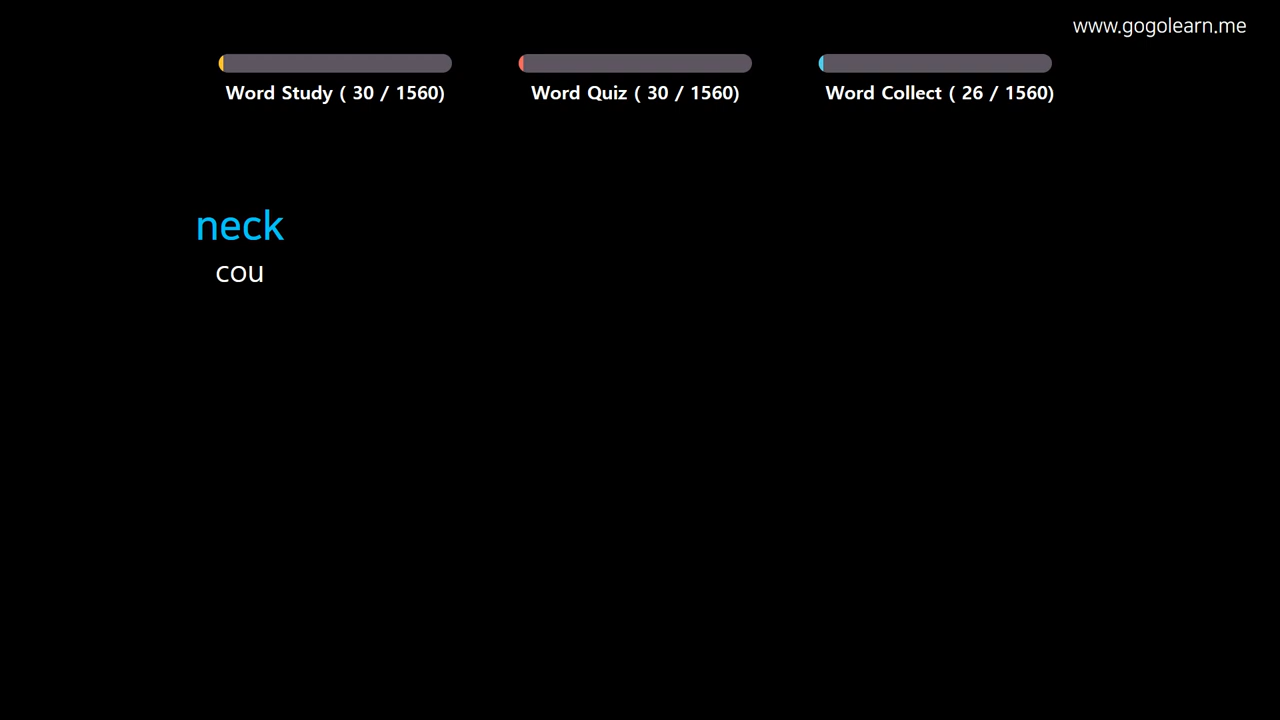 www.gogolearn.me
Word Study ( 30 / 1560)
Word Quiz ( 30 / 1560)
Word Collect ( 26 / 1560)
neck
cou